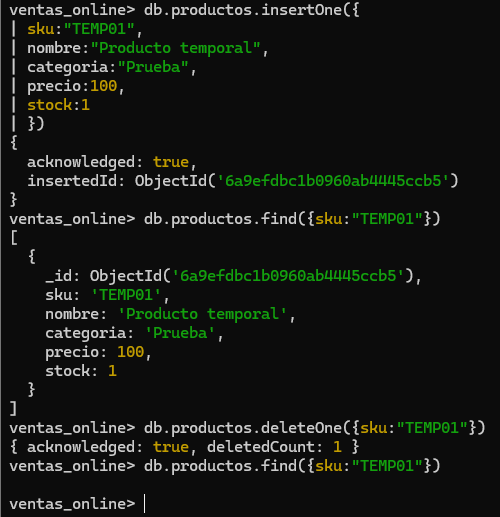 ventas_online> db.productos.insertOne({
| sku:"TEMP01",
| nombre:"Producto temporal",
| categoria:"Prueba",
| precio:100,
| stock:1
| })
{
  acknowledged: true,
  insertedId: ObjectId('6a9efdbc1b0960ab4445ccb5')
}
ventas_online> db.productos.find({sku:"TEMP01"})
[
  {
    _id: ObjectId('6a9efdbc1b0960ab4445ccb5'),
    sku: 'TEMP01',
    nombre: 'Producto temporal',
    categoria: 'Prueba',
    precio: 100,
    stock: 1
  }
]
ventas_online> db.productos.deleteOne({sku:"TEMP01"})
{ acknowledged: true, deletedCount: 1 }
ventas_online> db.productos.find({sku:"TEMP01"})

ventas_online>